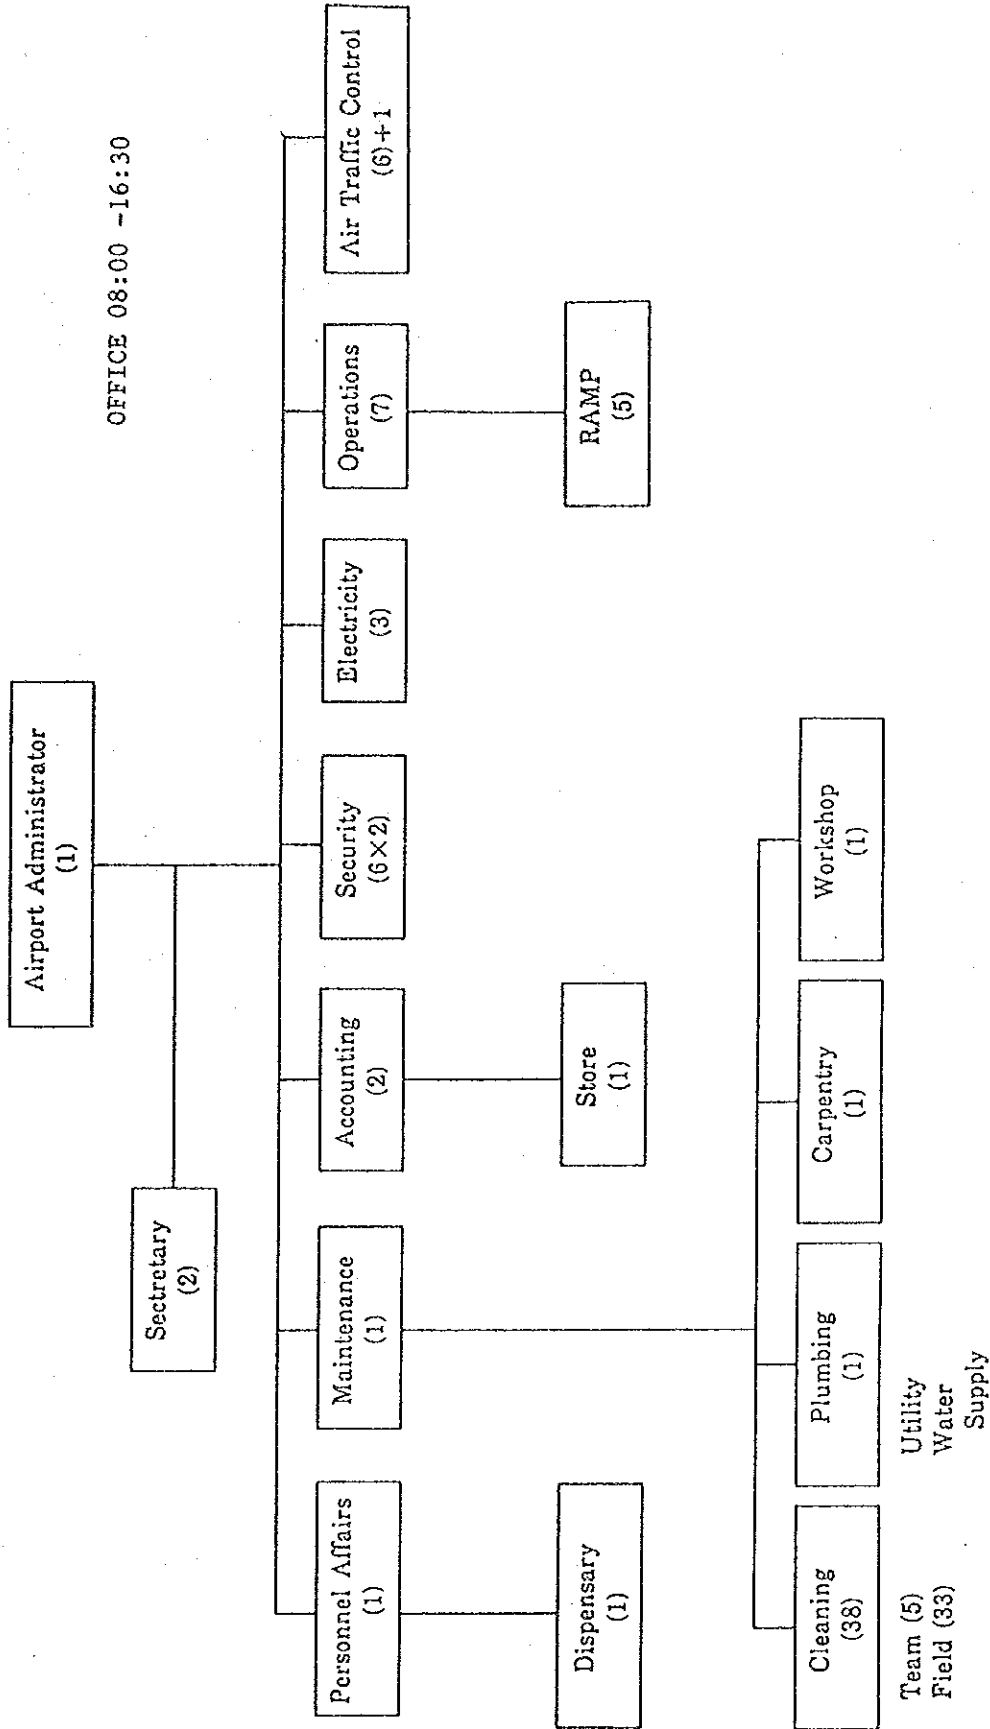 Airport Administrator
(1)
OFFICE 08:00 -16:30
Sectretary
(2)
Personnel Affairs
(1)
Maintenance
(1)
Accounting
(2)
Security
(6×2)
Electricity
(3)
Operations
(7)
Air Traffic Control
(6)+1
Dispensary
(1)
Store
(1)
RAMP
(5)
Cleaning
(38)
Plumbing
(1)
Carpentry
(1)
Workshop
(1)
Team (5)
Field (33)
Utility
Water
Supply